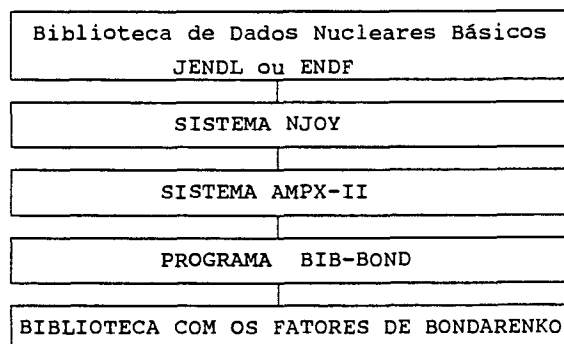 Biblioteca de Dados Nucleares Básicos
JENDL ou ENDF
SISTEMA NJOY
SISTEMA AMPX-II
PROGRAMA BIB-BOND
BIBLIOTECA COM OS FATORES DE BONDARENKO